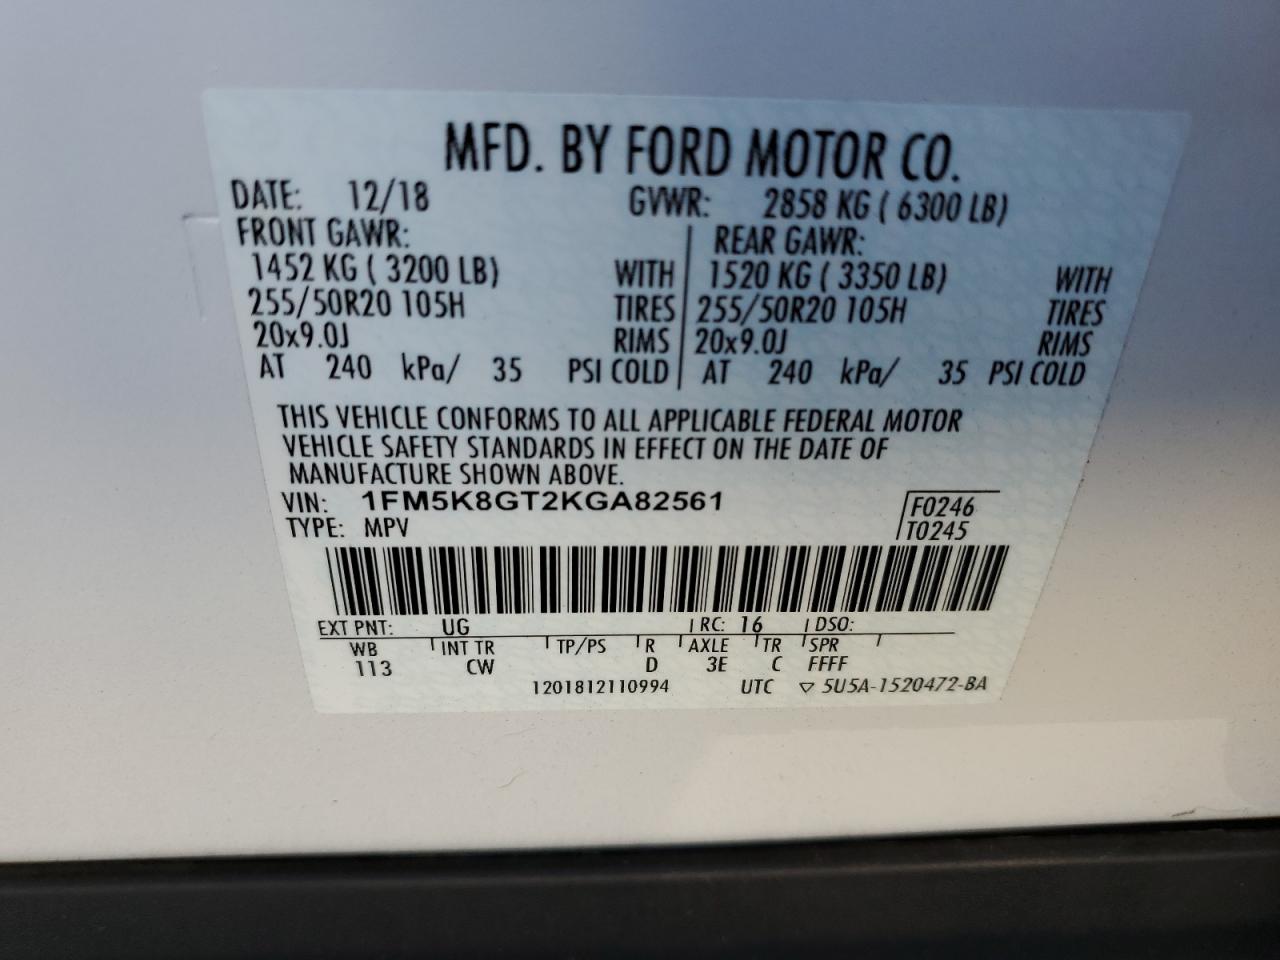 MFD. BY FORD MOTOR CO.
DATE: 12/18 GVWR: 2858 KG ( 6300 LB)
FRONT GAWR: REAR GAWR:
1452 KG ( 3200 LB) WITH 1520 KG ( 3350 LB) WITH
255/50R20 105H TIRES 255/50R20 105H TIRES
20x9.0J RIMS 20x9.0J RIMS
AT 240 kPa/ 35 PSI COLD AT 240 kPa/ 35 PSI COLD
THIS VEHICLE CONFORMS TO ALL APPLICABLE FEDERAL MOTOR
VEHICLE SAFETY STANDARDS IN EFFECT ON THE DATE OF
MANUFACTURE SHOWN ABOVE.
VIN: 1FM5K8GT2KGA82561 F0246
TYPE: MPV T0245
EXT PNT: UG RC: 16 DSO:
WB INT TR TP/PS R AXLE TR SPR
113 CW D 3E C FFFF
1201812110994 UTC ▽ 5U5A-1520472-BA